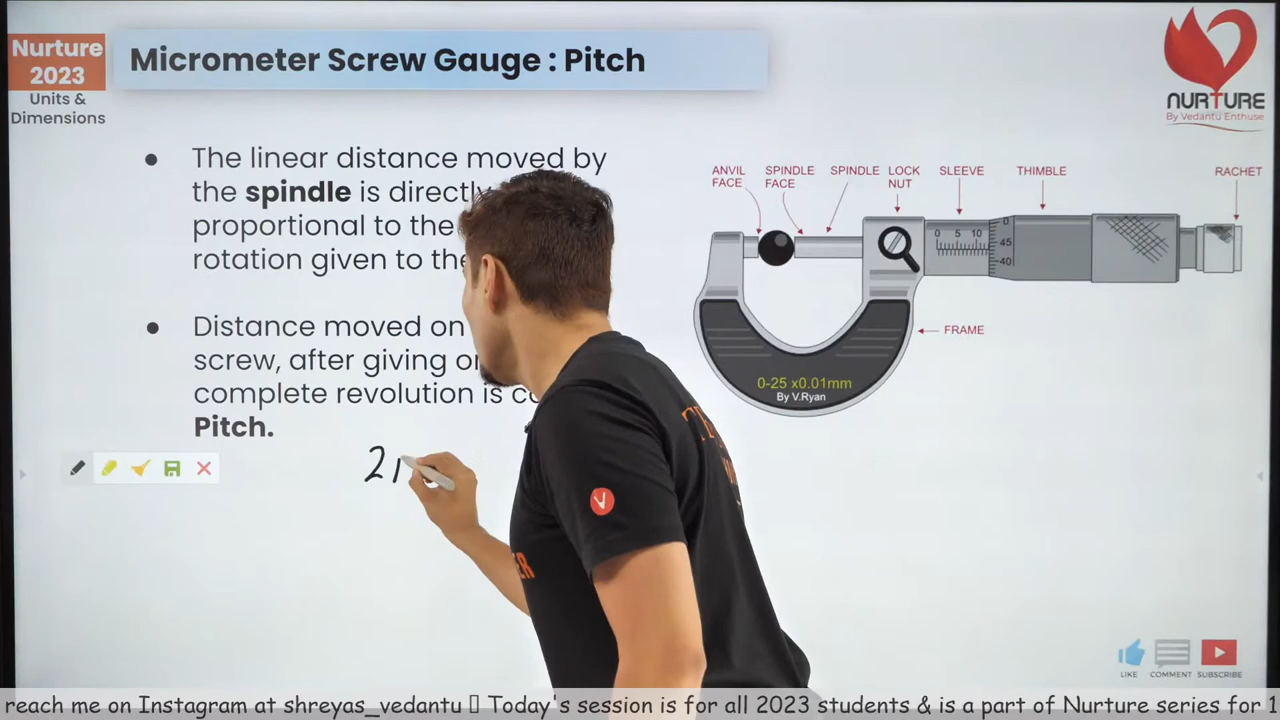 Nurture
2023
Units &
Dimensions
Micrometer Screw Gauge : Pitch
NURTURE
By Vedantu Enthuse
● The linear distance moved by
the spindle is directly
proportional to the
rotation given to the
● Distance moved on
screw, after giving
complete revolution is
Pitch.
2
ANVIL
FACE
SPINDLE
FACE
SPINDLE
LOCK
NUT
SLEEVE
THIMBLE
RACHET
0 5 10
0
45
40
FRAME
0-25 x0.01mm
By V.Ryan
V
LIKE
COMMENT
SUBSCRIBE
reach me on Instagram at shreyas_vedantu ▯ Today's session is for all 2023 students & is a part of Nurture series for 1